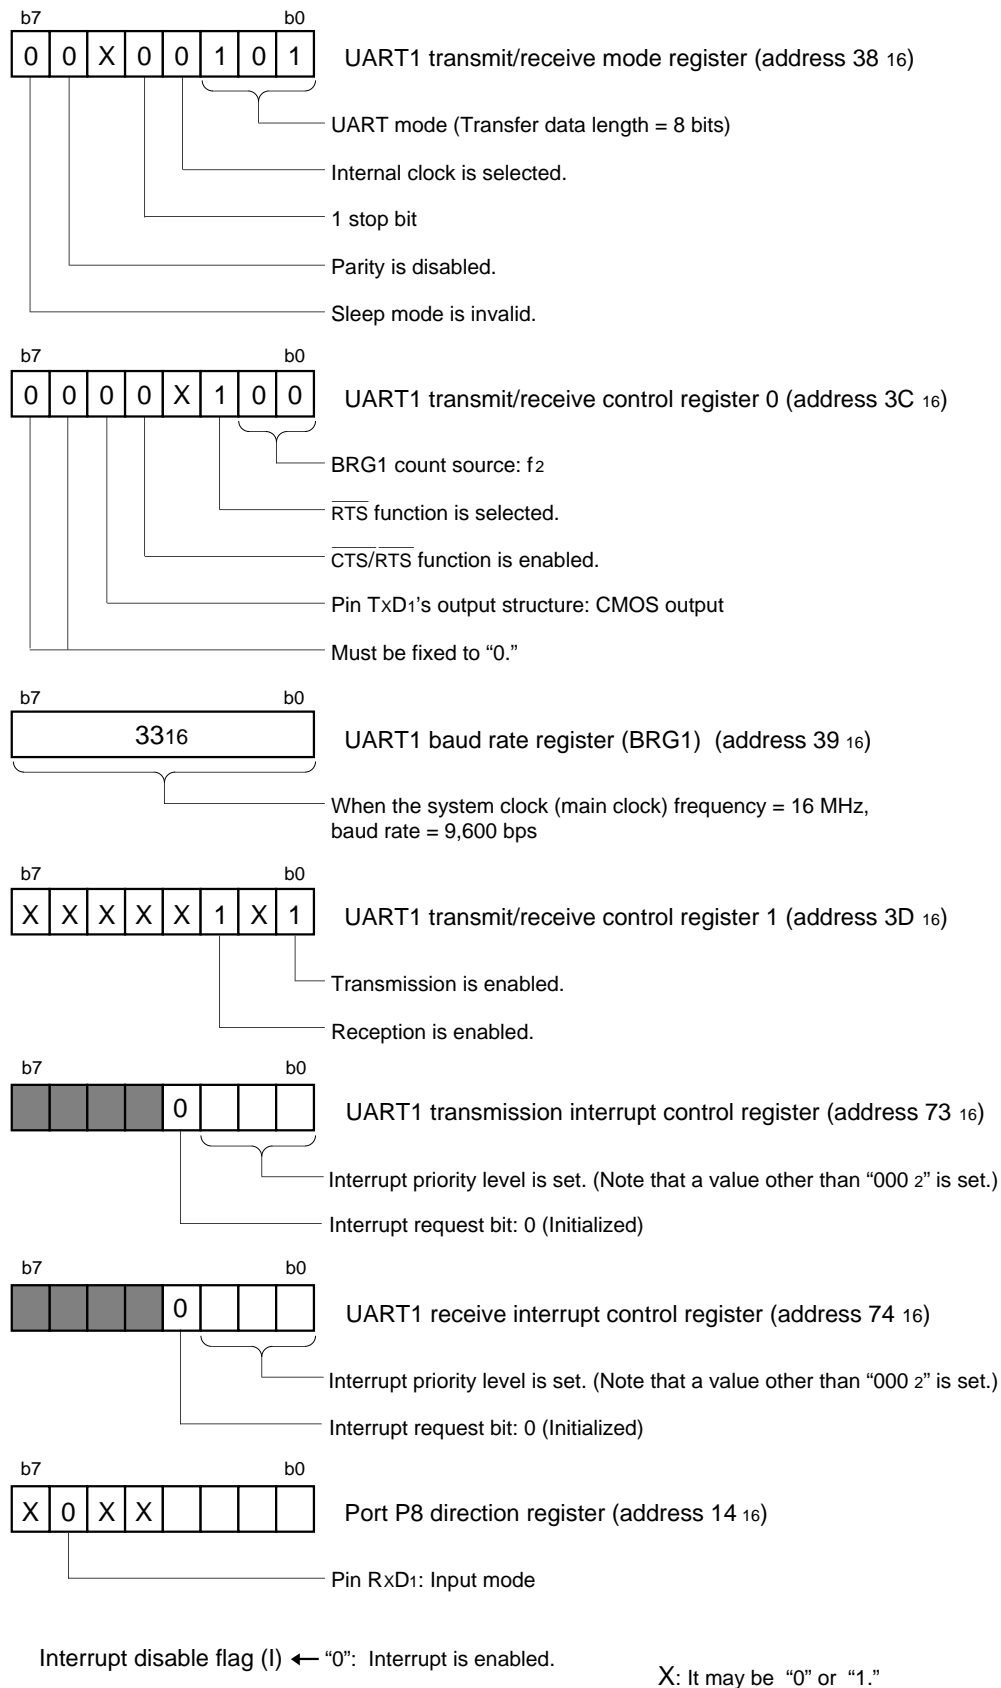 b7 b0
0 0 X 0 0 1 0 1 UART1 transmit/receive mode register (address 38 16)
UART mode (Transfer data length = 8 bits)
Internal clock is selected.
1 stop bit
Parity is disabled.
Sleep mode is invalid.
b7 b0
0 0 0 0 X 1 0 0 UART1 transmit/receive control register 0 (address 3C 16)
BRG1 count source: f2
RTS function is selected.
CTS/RTS function is enabled.
Pin TXD1's output structure: CMOS output
Must be fixed to “0.”
b7 b0
3316 UART1 baud rate register (BRG1) (address 39 16)
When the system clock (main clock) frequency = 16 MHz,
baud rate = 9,600 bps
b7 b0
X X X X X 1 X 1 UART1 transmit/receive control register 1 (address 3D 16)
Transmission is enabled.
Reception is enabled.
b7 b0
0 UART1 transmission interrupt control register (address 73 16)
Interrupt priority level is set. (Note that a value other than “000 2” is set.)
Interrupt request bit: 0 (Initialized)
b7 b0
0 UART1 receive interrupt control register (address 74 16)
Interrupt priority level is set. (Note that a value other than “000 2” is set.)
Interrupt request bit: 0 (Initialized)
b7 b0
X 0 X X Port P8 direction register (address 14 16)
Pin RXD1: Input mode
Interrupt disable flag (I) ← “0”: Interrupt is enabled.
X: It may be “0” or “1.”